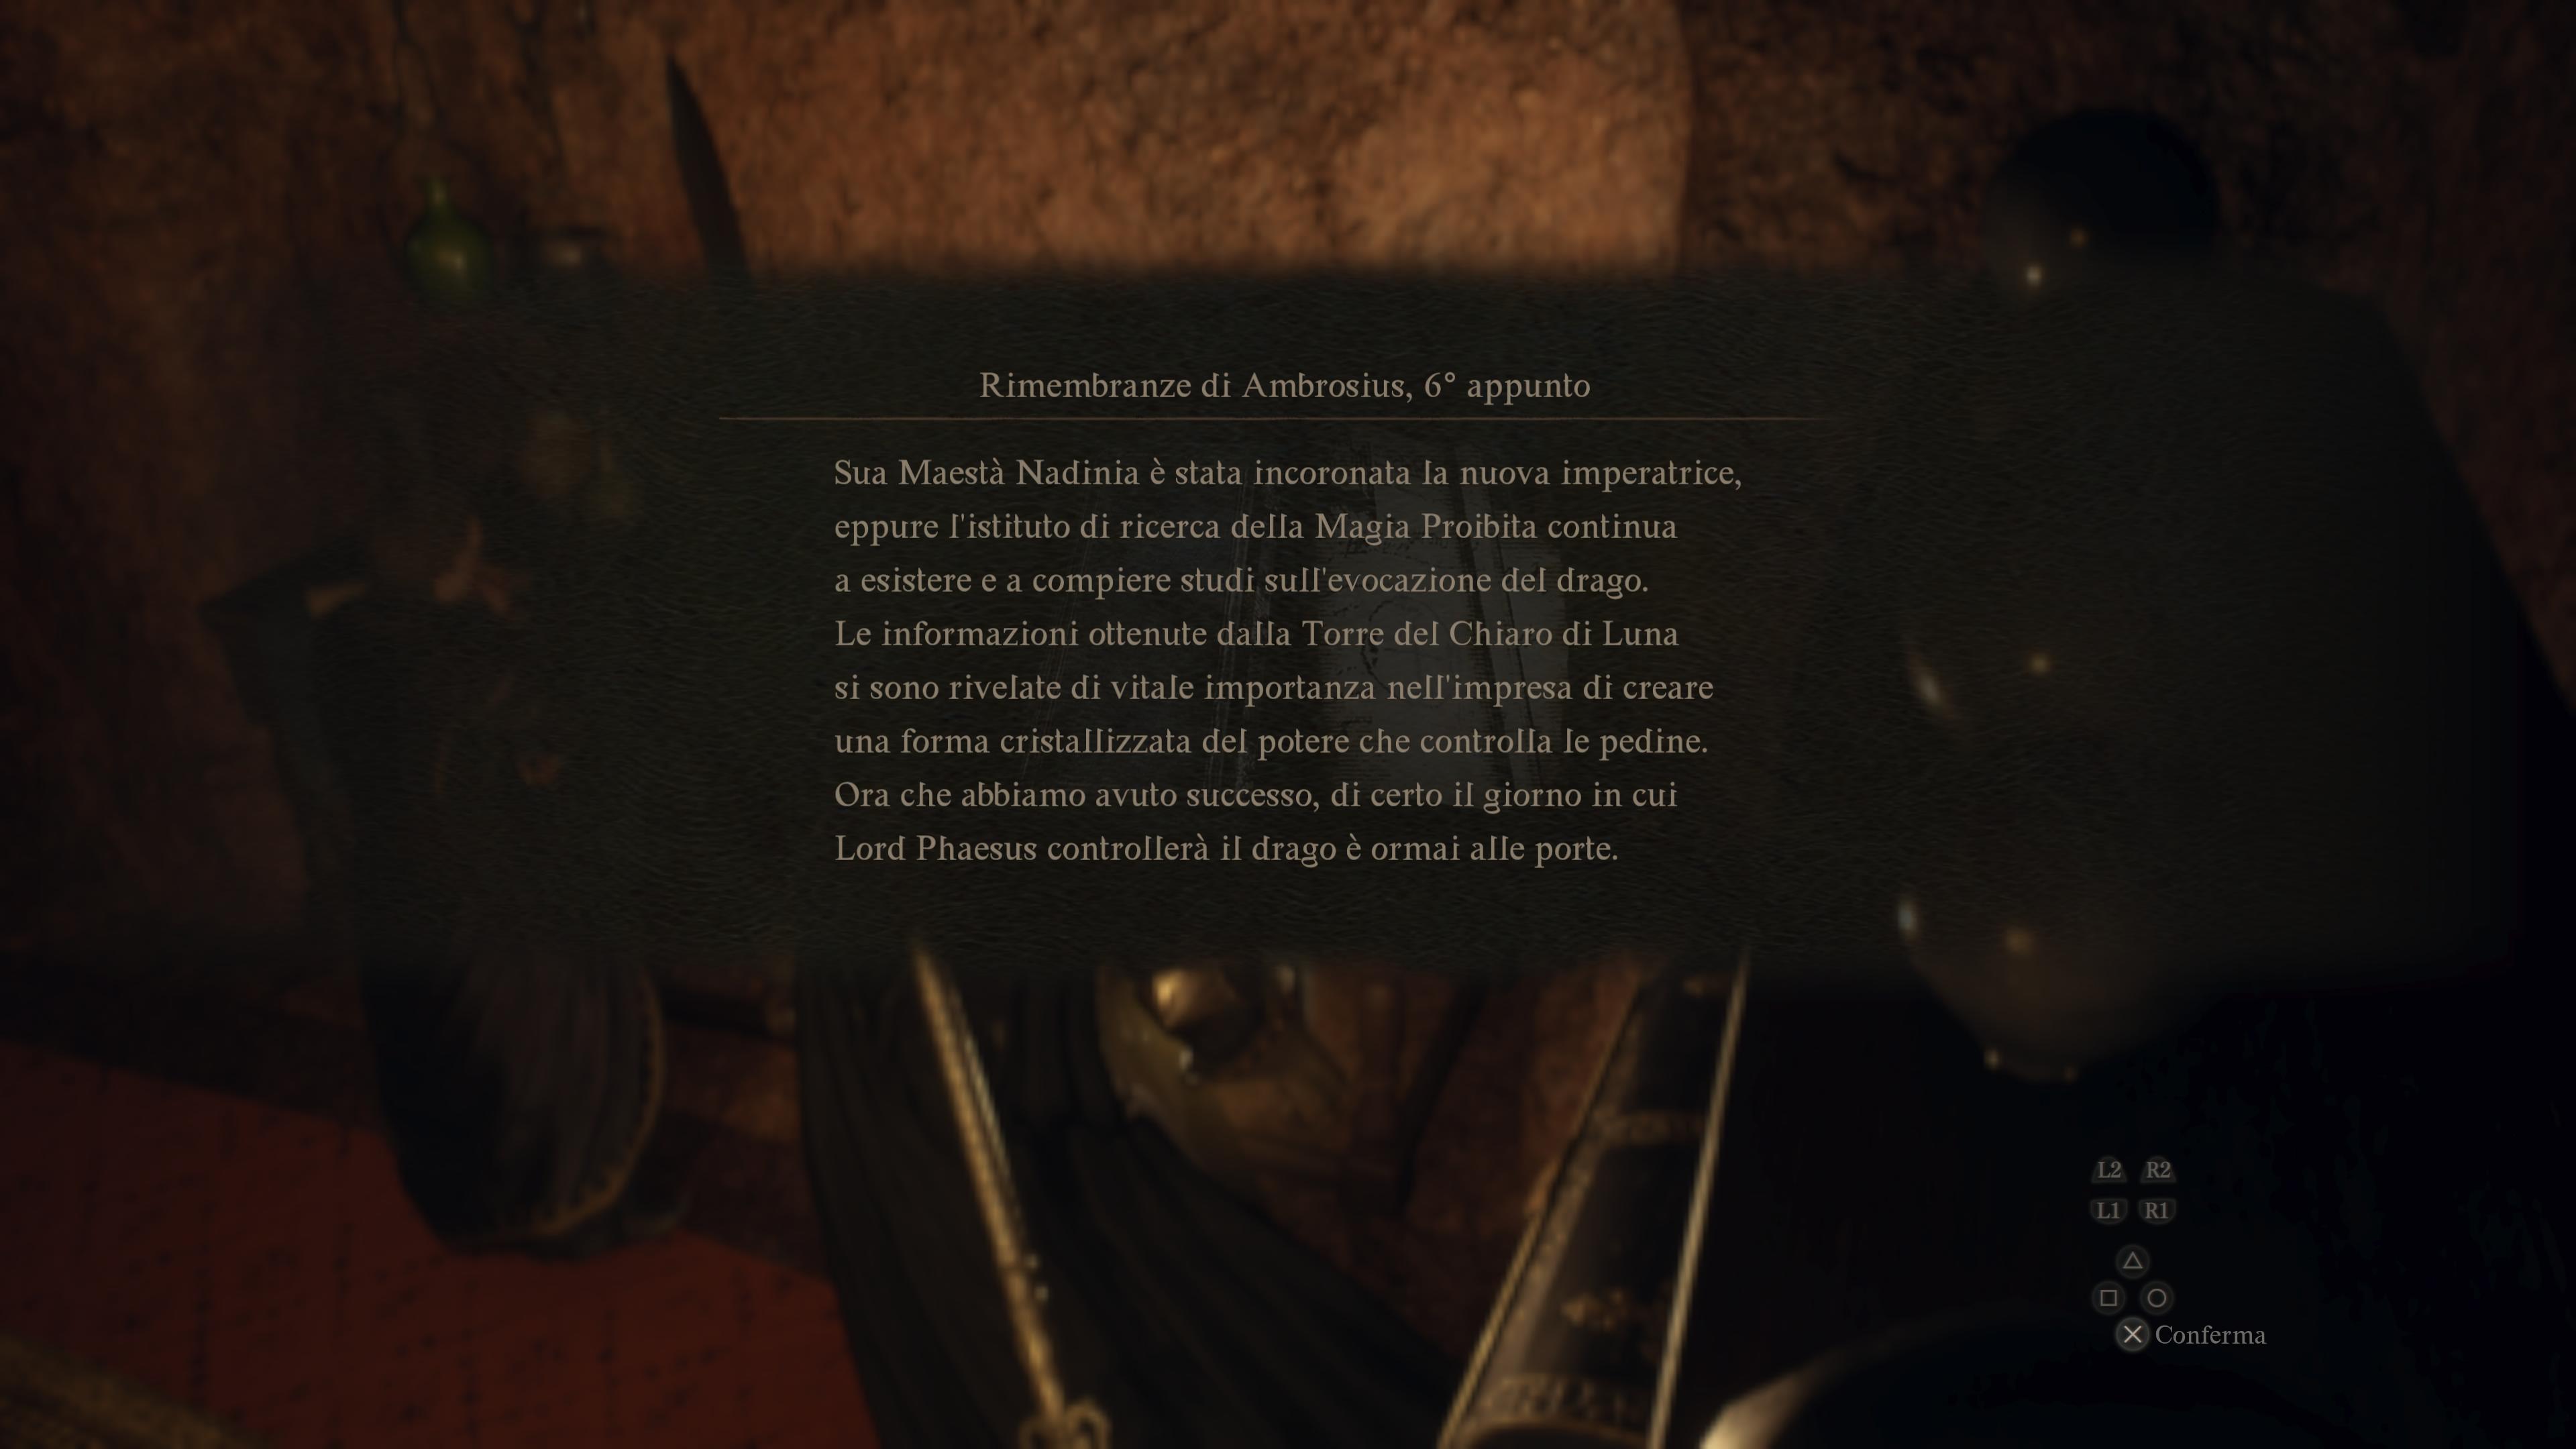 Rimembranze di Ambrosius, 6° appunto
Sua Maestà Nadinia è stata incoronata la nuova imperatrice,
eppure l'istituto di ricerca della Magia Proibita continua
a esistere e a compiere studi sull'evocazione del drago.
Le informazioni ottenute dalla Torre del Chiaro di Luna
si sono rivelate di vitale importanza nell'impresa di creare
una forma cristallizzata del potere che controlla le pedine.
Ora che abbiamo avuto successo, di certo il giorno in cui
Lord Phaesus controllerà il drago è ormai alle porte.
L2 R2
L1 R1
Conferma